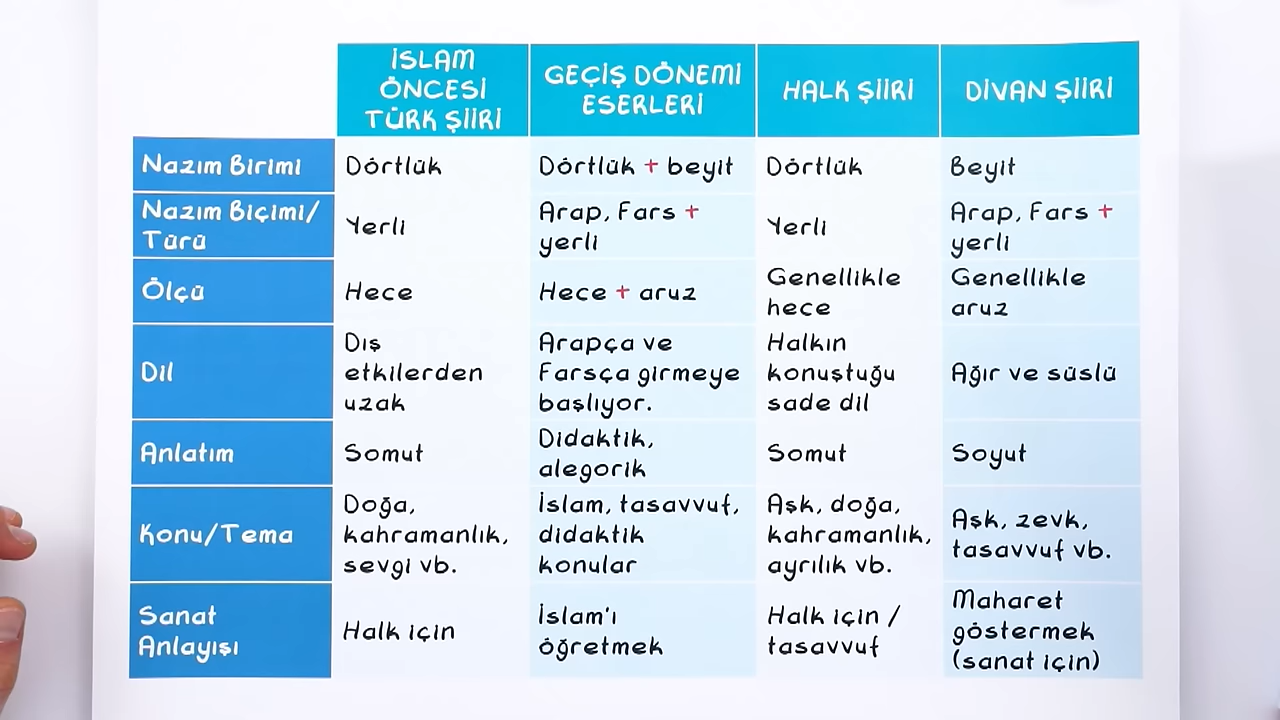 İSLAM
ÖNCESİ
TÜRK ŞİİRİ
GEÇİŞ DÖNEMİ
ESERLERİ
HALK ŞİİRİ
DİVAN ŞİİRİ
Nazım Birimi
Dörtlük
Dörtlük + beyit
Dörtlük
Beyit
Nazım Biçimi/
Türü
Yerli
Arap, Fars +
yerli
Yerli
Arap, Fars +
yerli
Ölçü
Hece
Hece + aruz
Genellikle
hece
Genellikle
aruz
Dil
Dış
etkilerden
uzak
Arapça ve
Farsça girmeye
başlıyor.
Halkın
konuştuğu
sade dil
Ağır ve süslü
Anlatım
Somut
Didaktik,
alegorik
Somut
Soyut
Konu/Tema
Doğa,
kahramanlık,
sevgi vb.
İslam, tasavvuf,
didaktik
konular
Aşk, doğa,
kahramanlık,
ayrılık vb.
Aşk, zevk,
tasavvuf vb.
Sanat
Anlayışı
Halk için
İslam'ı
öğretmek
Halk için /
tasavvuf
Maharet
göstermek
(sanat için)